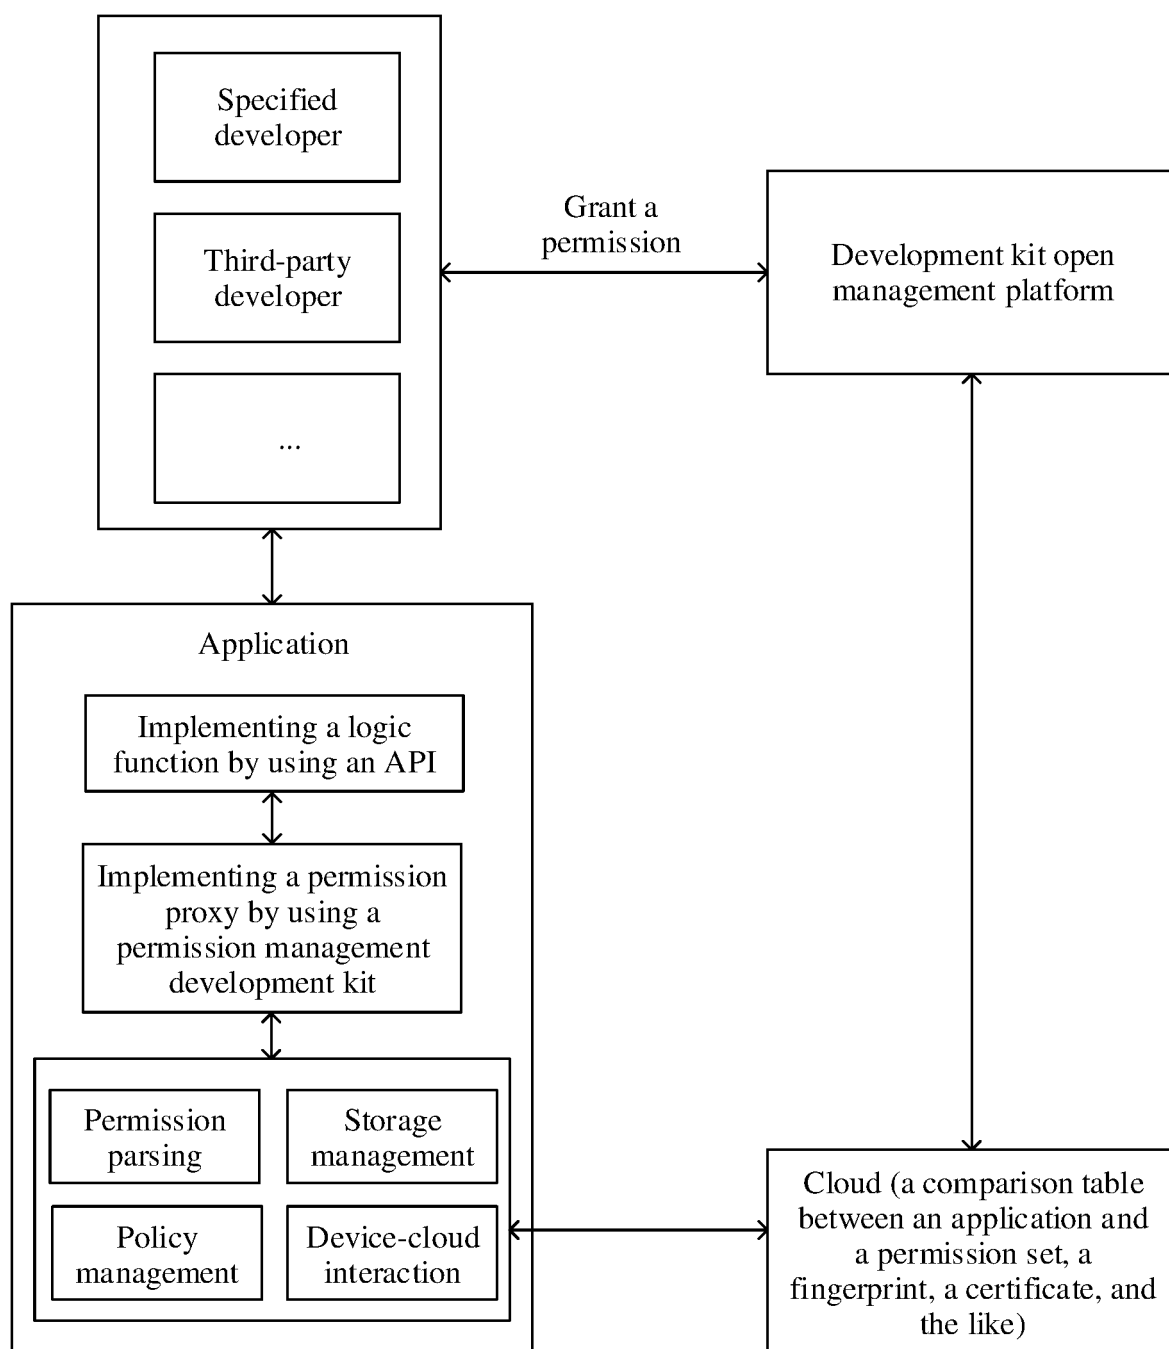 Specified
developer
Third-party
developer
...
Grant a
permission
Development kit open
management platform
Application
Implementing a logic
function by using an API
Implementing a permission
proxy by using a
permission management
development kit
Permission
parsing
Storage
management
Policy
management
Device-cloud
interaction
Cloud (a comparison table
between an application and
a permission set, a
fingerprint, a certificate, and
the like)